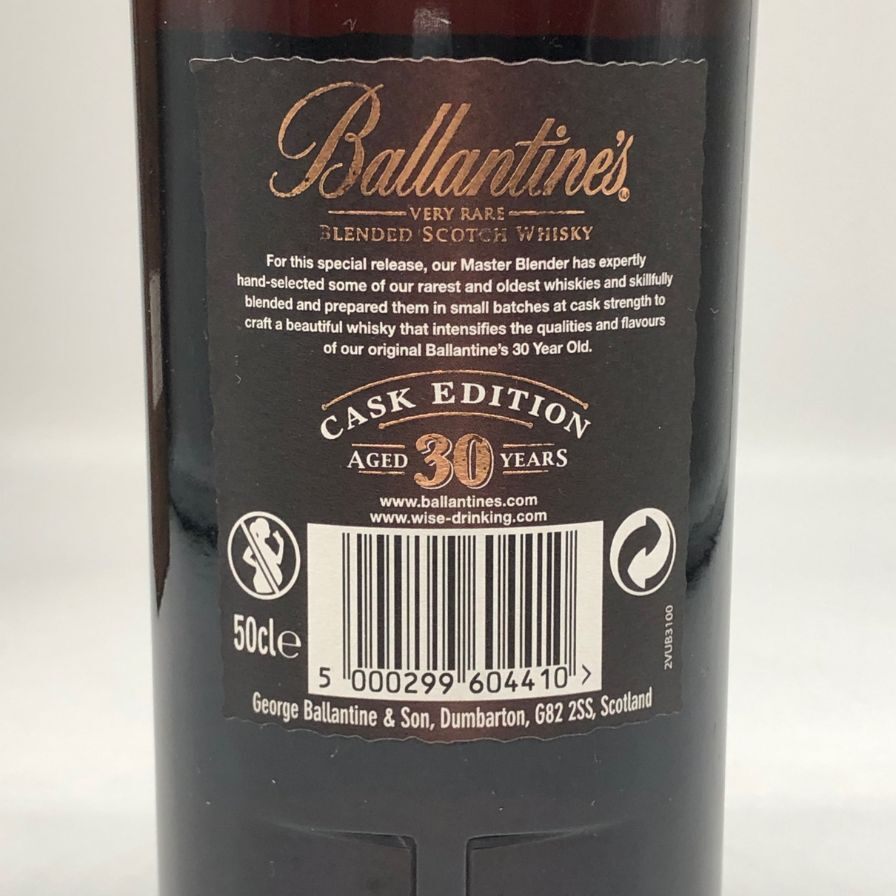 Ballantine's
VERY RARE
BLENDED SCOTCH WHISKY
For this special release, our Master Blender has expertly
hand-selected some of our rarest and oldest whiskies and skillfully
blended and prepared them in small batches at cask strength to
craft a beautiful whisky that intensifies the qualities and flavours
of our original Ballantine's 30 Year Old.
CASK EDITION
AGED 30 YEARS
www.ballantines.com
www.wise-drinking.com
50cl e
5 000299 604410 >
2VUB3100
George Ballantine & Son, Dumbarton, G82 2SS, Scotland